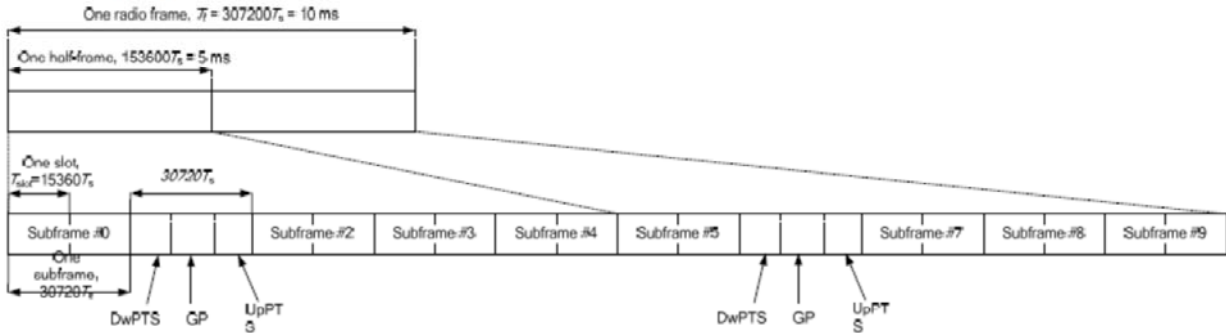 One radio frame, Tf = 307200Ts = 10 ms
One half-frame, 153600Ts = 5 ms
One slot,
Tslot=15360Ts
30720Ts
Subframe #0
Subframe #2
Subframe #3
Subframe #4
Subframe #5
Subframe #7
Subframe #8
Subframe #9
One
subframe,
30720Ts
DwPTS
GP
UpPT
S
DwPTS
GP
UpPT
S